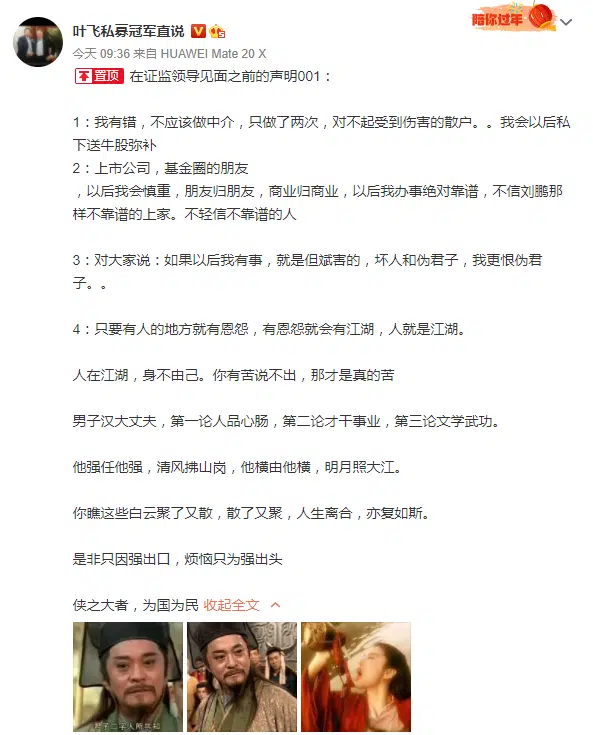 叶飞私募冠军直说
陪你过年
今天 09:36 来自 HUAWEI Mate 20 X
置顶 在证监领导见面之前的声明001：
1：我有错，不应该做中介，只做了两次，对不起受到伤害的散户。。我会以后私
下送牛股弥补
2：上市公司，基金圈的朋友
，以后我会慎重，朋友归朋友，商业归商业，以后我办事绝对靠谱，不信刘鹏那
样不靠谱的上家。不轻信不靠谱的人
3：对大家说：如果以后我有事，就是但斌害的，坏人和伪君子，我更恨伪君
子。。
4：只要有人的地方就有恩怨，有恩怨就会有江湖，人就是江湖。
人在江湖，身不由己。你有苦说不出，那才是真的苦
男子汉大丈夫，第一论人品心肠，第二论才干事业，第三论文学武功。
他强任他强，清风拂山岗，他横由他横，明月照大江。
你瞧这些白云聚了又散，散了又聚，人生离合，亦复如斯。
是非只因强出口，烦恼只为强出头
侠之大者，为国为民 收起全文